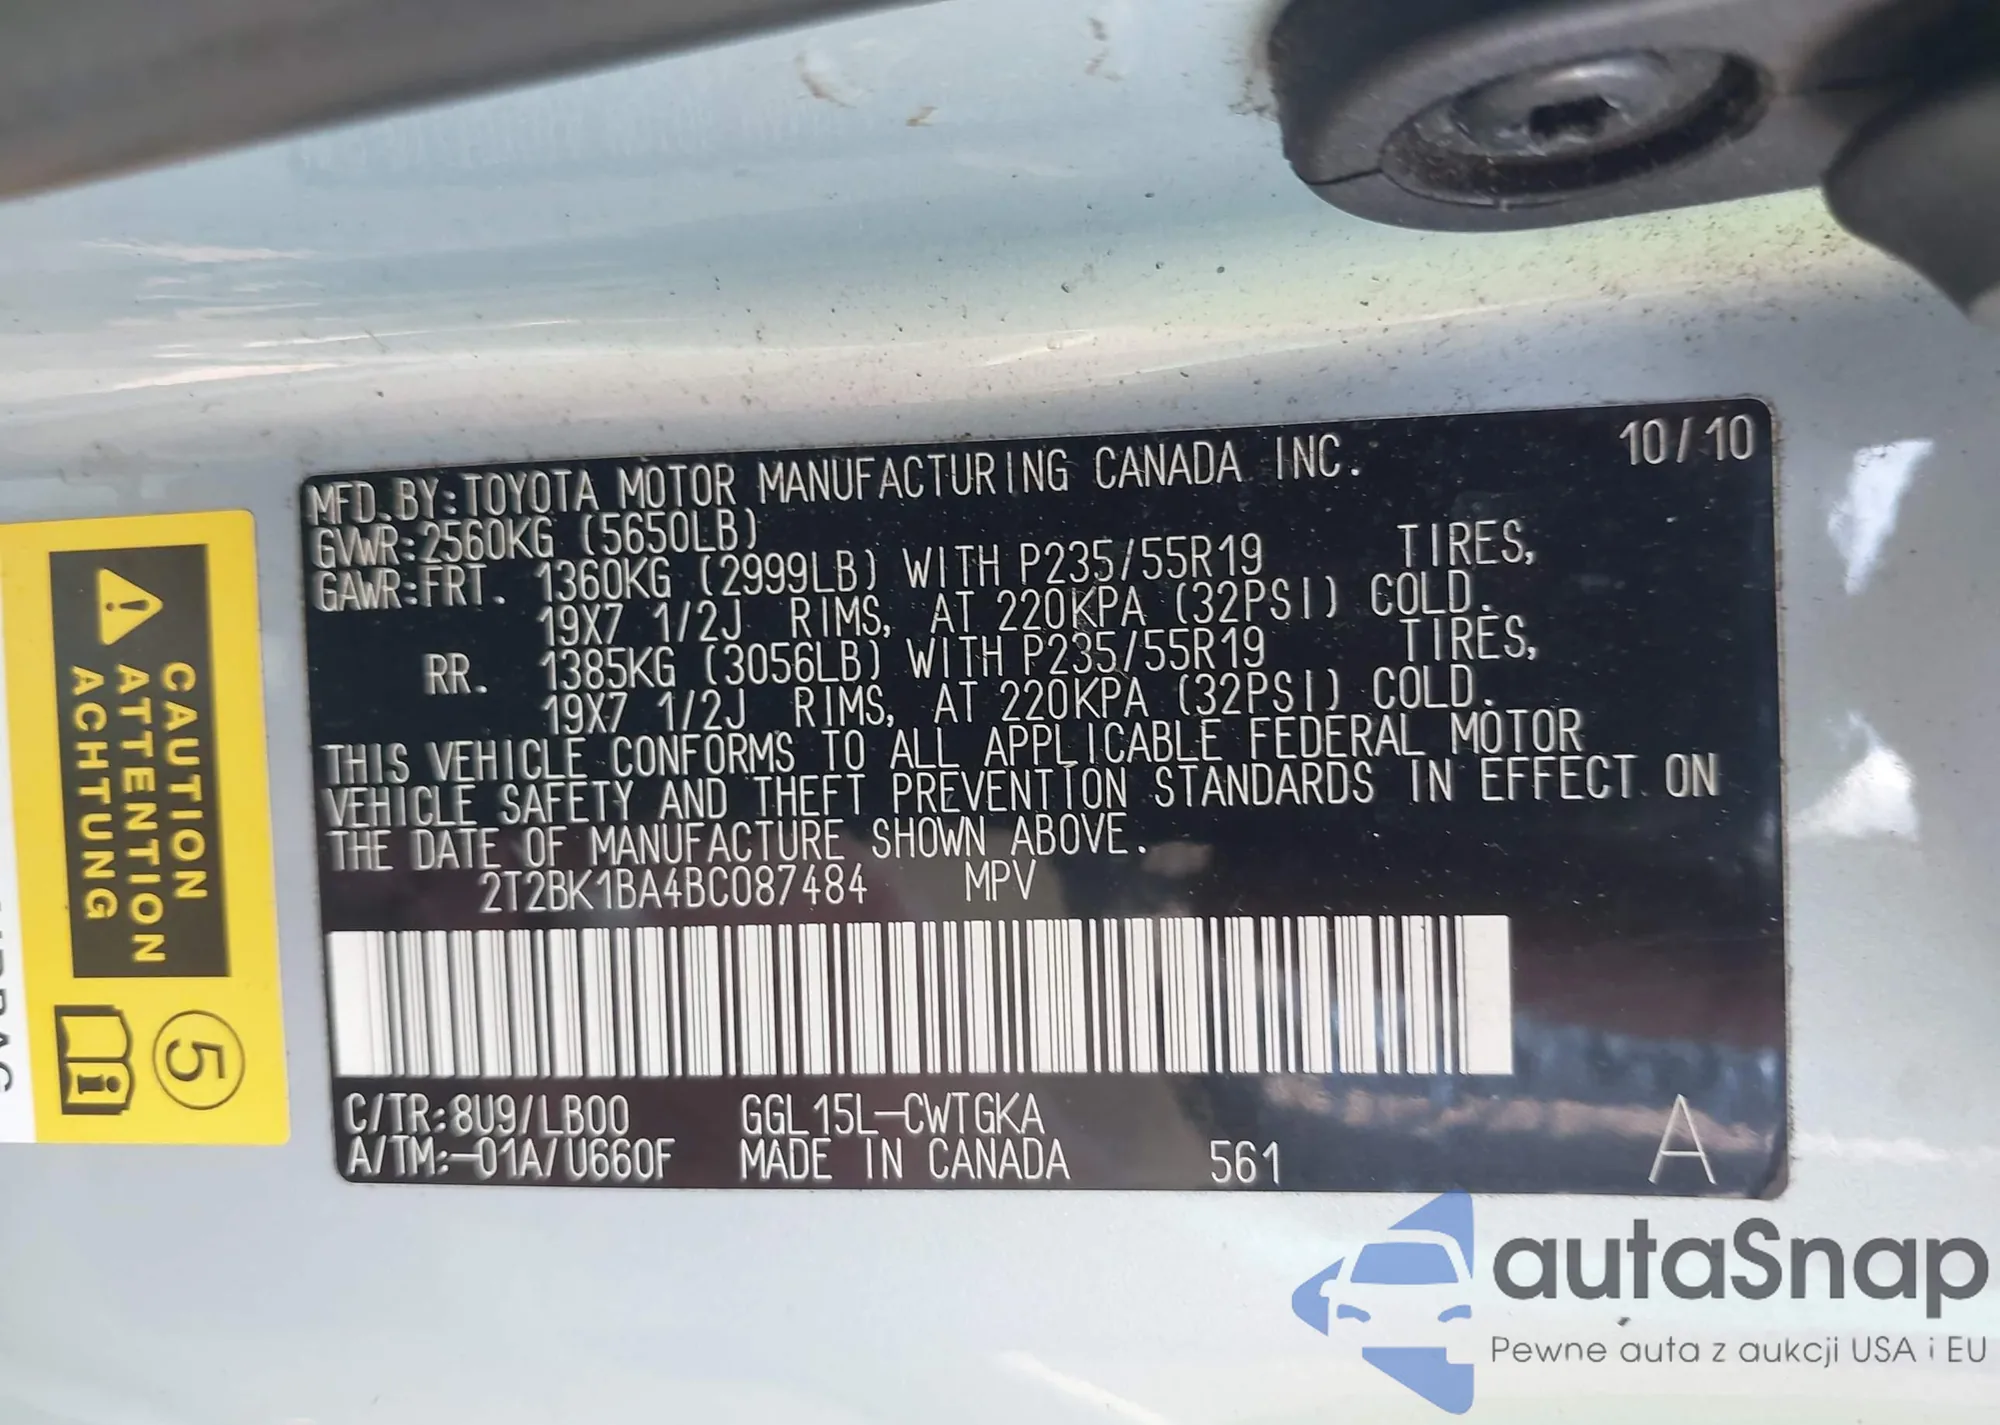 MFD. BY: TOYOTA MOTOR MANUFACTURING CANADA INC. 10/10
GVWR: 2560KG (5650LB)
GAWR: FRT. 1360KG (2999LB) WITH P235/55R19 TIRES,
19X7 1/2J RIMS, AT 220KPA (32PSI) COLD.
RR. 1385KG (3056LB) WITH P235/55R19 TIRES,
19X7 1/2J RIMS, AT 220KPA (32PSI) COLD.
THIS VEHICLE CONFORMS TO ALL APPLICABLE FEDERAL MOTOR
VEHICLE SAFETY AND THEFT PREVENTION STANDARDS IN EFFECT ON
THE DATE OF MANUFACTURE SHOWN ABOVE.
2T2BK1BA4BC087484 MPV
C/TR: 8U9/LB00 GGL15L-CWTGKA
A/TM: -01A/U660F MADE IN CANADA 561 A
CAUTION
ATTENTION
ACHTUNG
5
autaSnap
Pewne auta z aukcji USA i EU